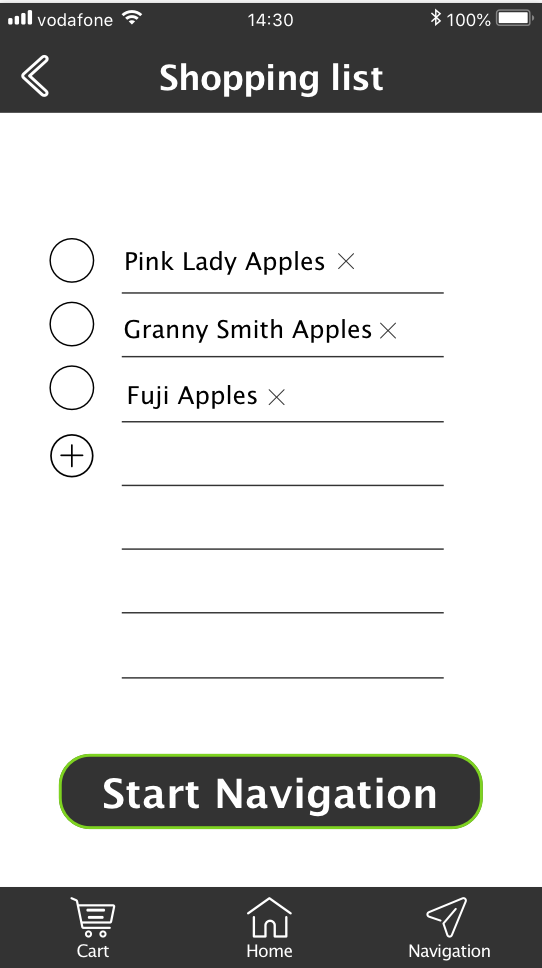 vodafone 14:30 100%
Shopping list
Pink Lady Apples
Granny Smith Apples
Fuji Apples
Start Navigation
Cart Home Navigation